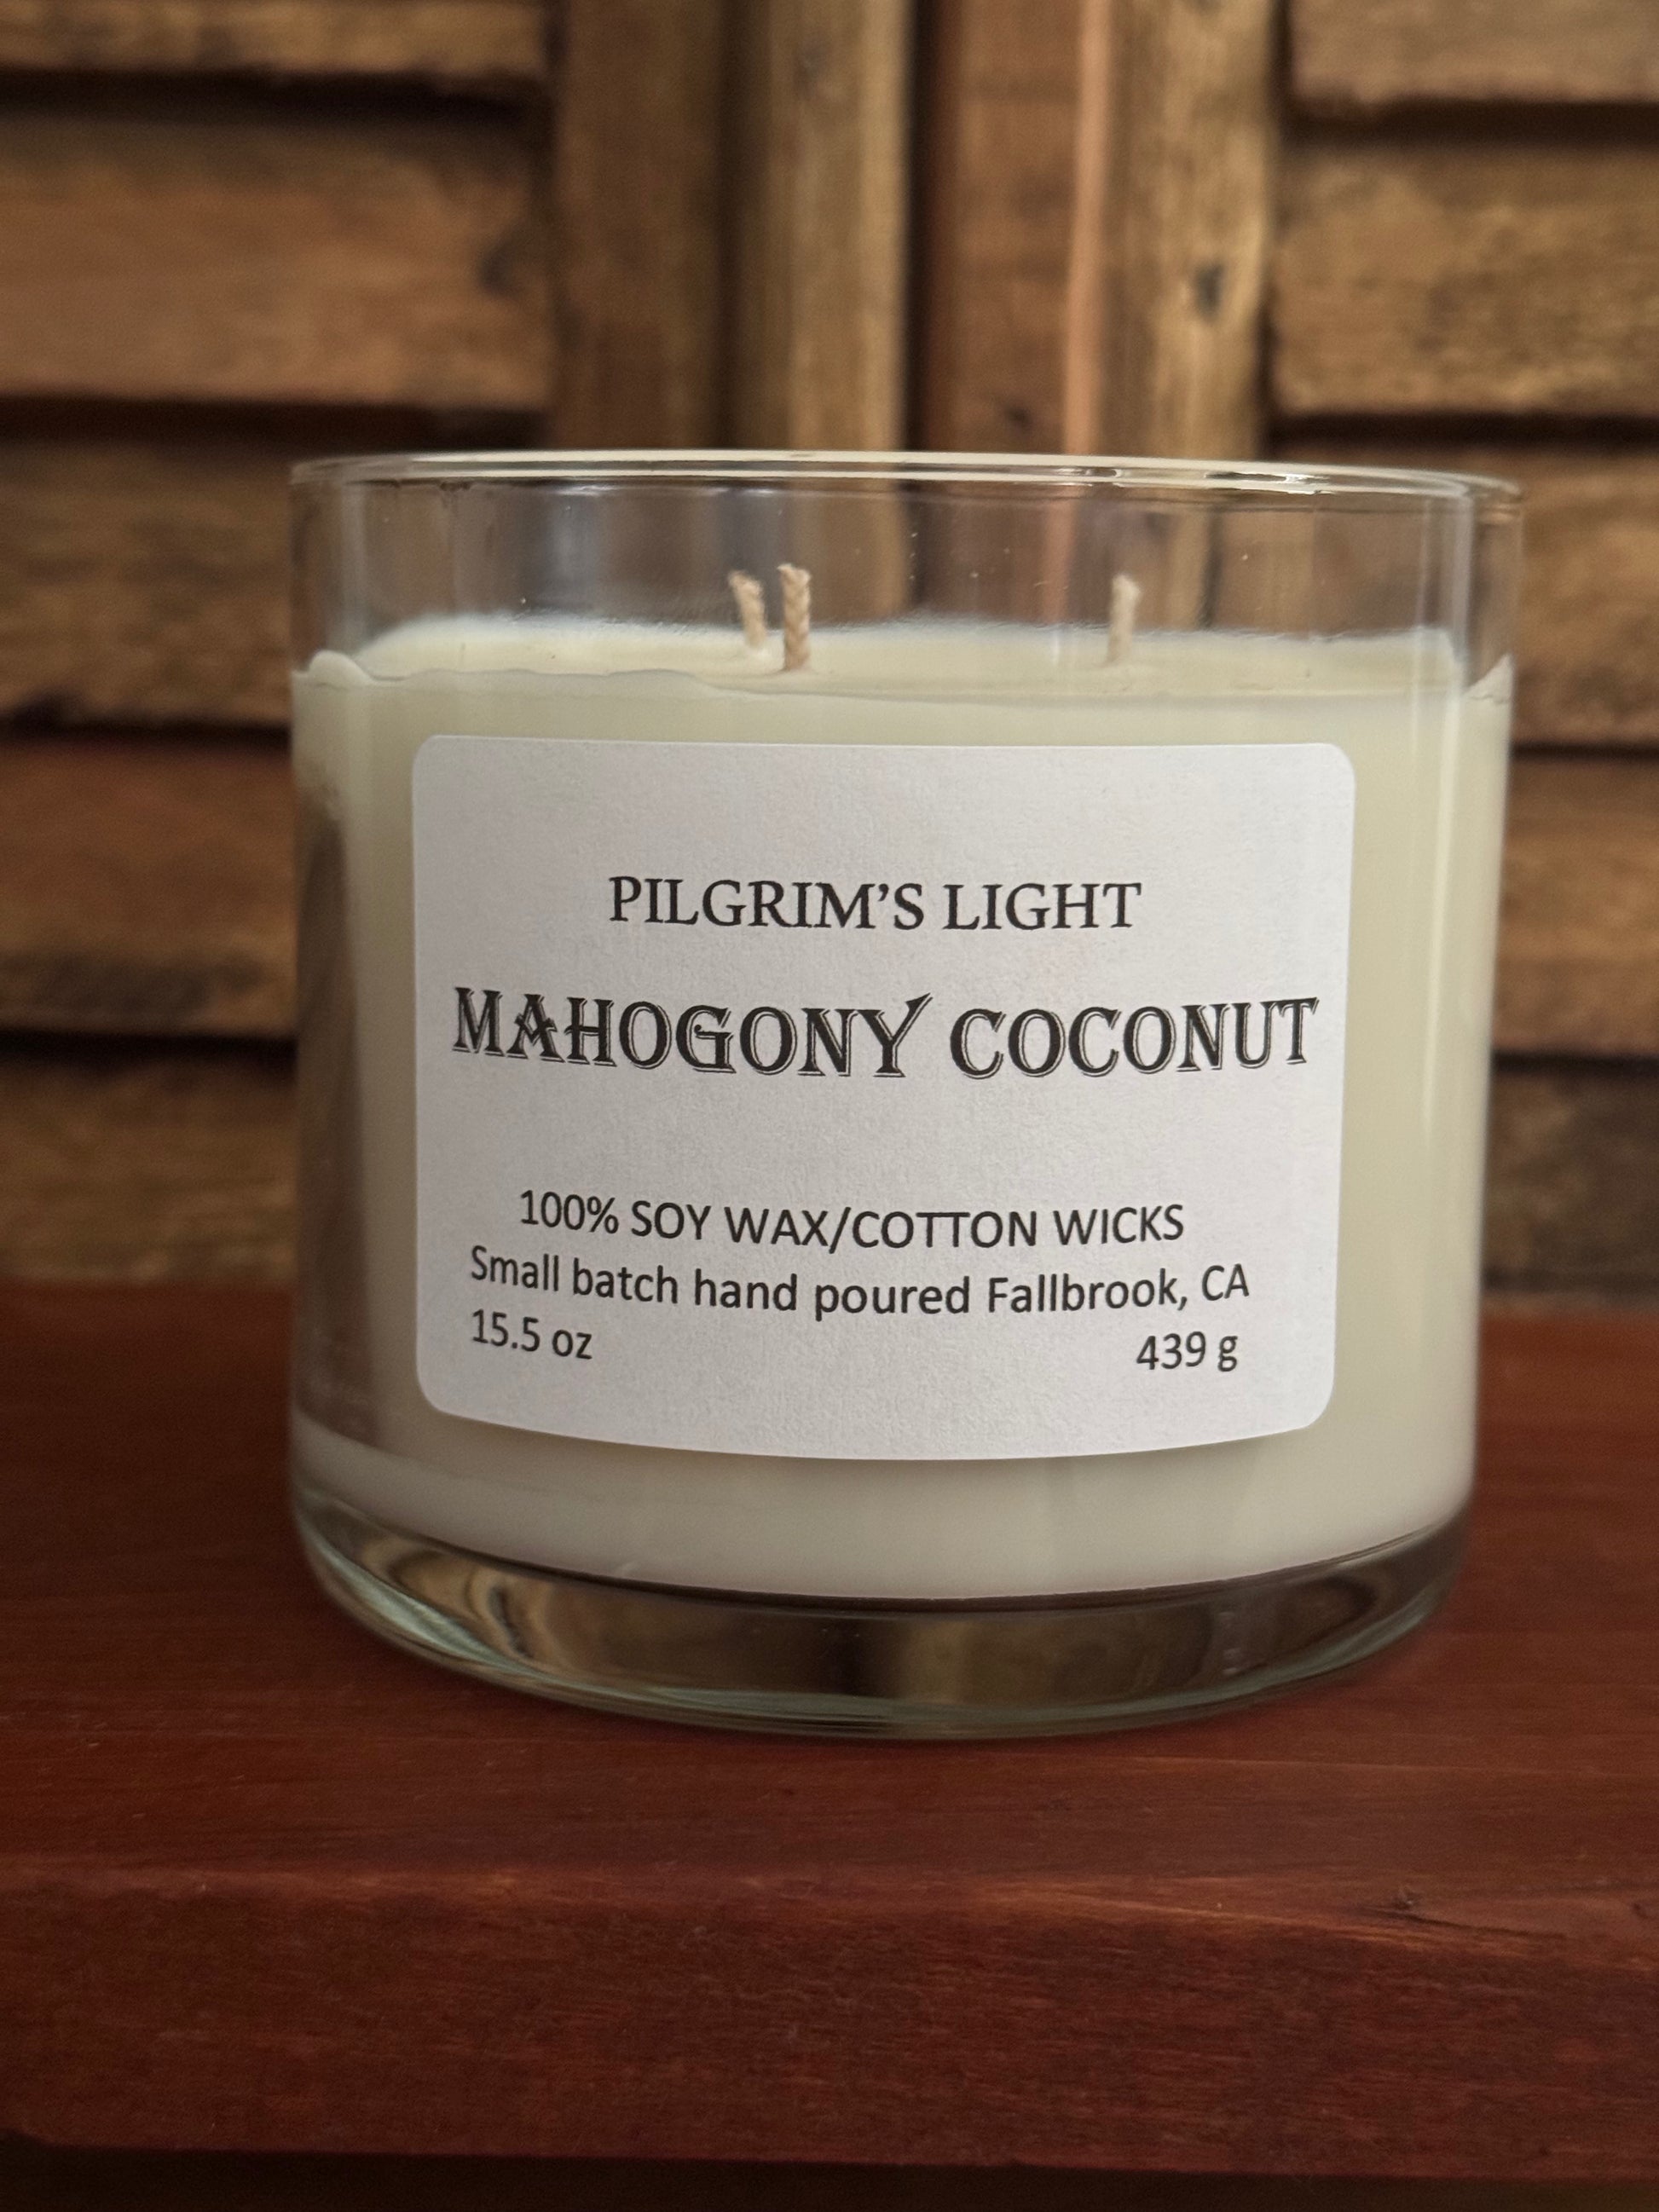 PILGRIM'S LIGHT
MAHOGONY COCONUT
100% SOY WAX/COTTON WICKS
Small batch hand poured Fallbrook, CA
15.5 oz 439 g